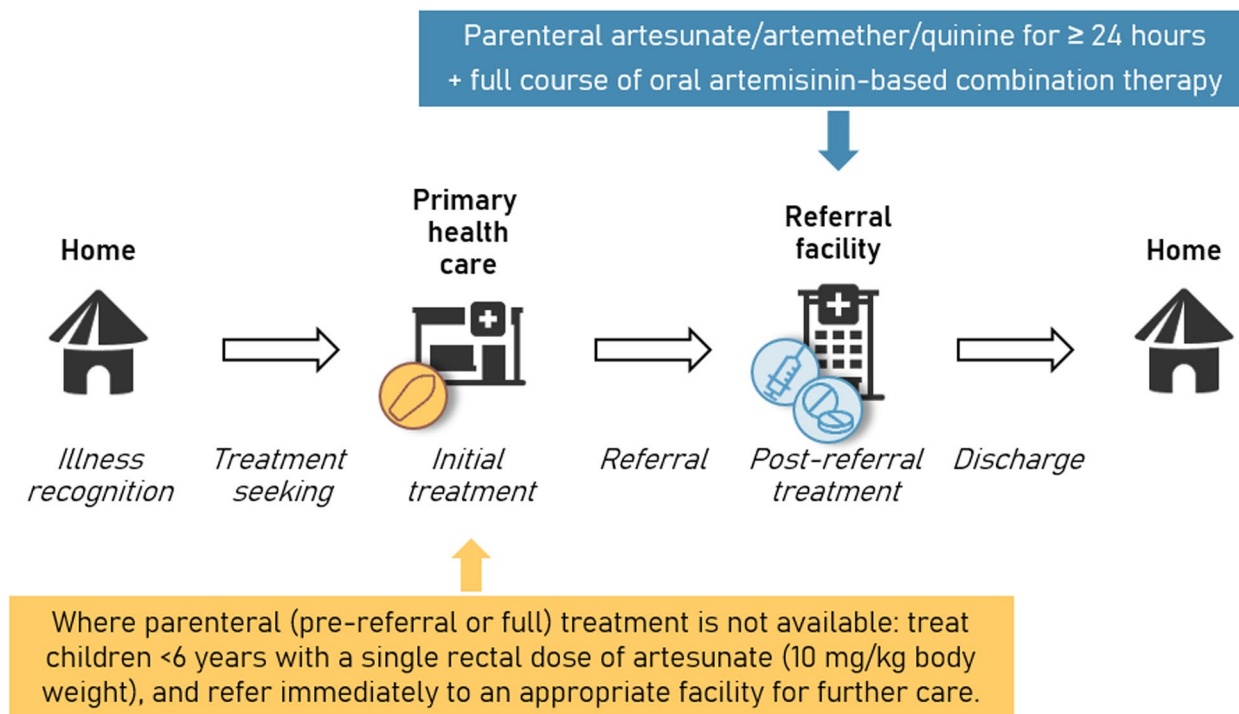 Parenteral artesunate/artemether/quinine for ≥ 24 hours
+ full course of oral artemisinin-based combination therapy
Home
Primary
health
care
Referral
facility
Home
Illness
recognition
Treatment
seeking
Initial
treatment
Referral
Post-referral
treatment
Discharge
Where parenteral (pre-referral or full) treatment is not available: treat
children <6 years with a single rectal dose of artesunate (10 mg/kg body
weight), and refer immediately to an appropriate facility for further care.